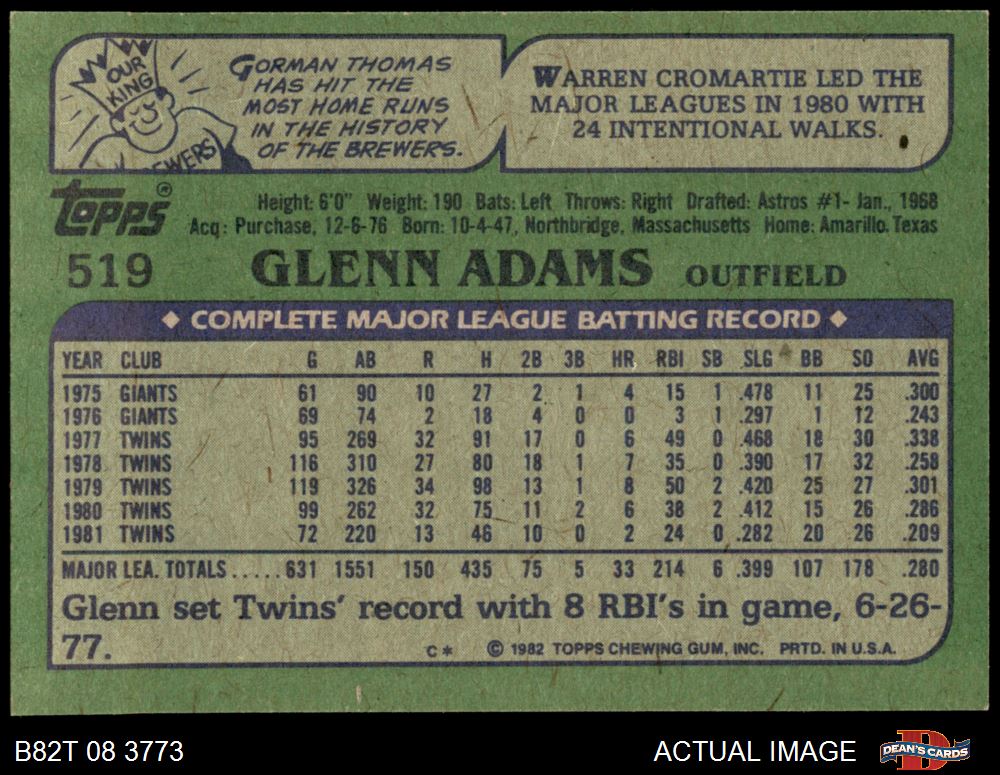 OUR
KING
BREWERS
GORMAN THOMAS
HAS HIT THE
MOST HOME RUNS
IN THE HISTORY
OF THE BREWERS.
WARREN CROMARTIE LED THE
MAJOR LEAGUES IN 1980 WITH
24 INTENTIONAL WALKS.
TOPPS®
Height: 6'0" Weight: 190 Bats: Left Throws: Right Drafted: Astros #1- Jan., 1968
Acq: Purchase, 12-6-76 Born: 10-4-47, Northbridge, Massachusetts Home: Amarillo, Texas
519 GLENN ADAMS OUTFIELD
◆ COMPLETE MAJOR LEAGUE BATTING RECORD ◆
YEAR CLUB G AB R H 2B 3B HR RBI SB SLG BB SO AVG
1975 GIANTS 61 90 10 27 2 1 4 15 1 .478 11 25 .300
1976 GIANTS 69 74 2 18 4 0 0 3 1 .297 1 12 .243
1977 TWINS 95 269 32 91 17 0 6 49 0 .468 18 30 .338
1978 TWINS 116 310 27 80 18 1 7 35 0 .390 17 32 .258
1979 TWINS 119 326 34 98 13 1 8 50 2 .420 25 27 .301
1980 TWINS 99 262 32 75 11 2 6 38 2 .412 15 26 .286
1981 TWINS 72 220 13 46 10 0 2 24 0 .282 20 26 .209
MAJOR LEA. TOTALS.....631 1551 150 435 75 5 33 214 6 .399 107 178 .280
Glenn set Twins' record with 8 RBI's in game, 6-26-
77.
C* © 1982 TOPPS CHEWING GUM, INC. PRTD. IN U.S.A.
B82T 08 3773 ACTUAL IMAGE D DEAN'S CARDS